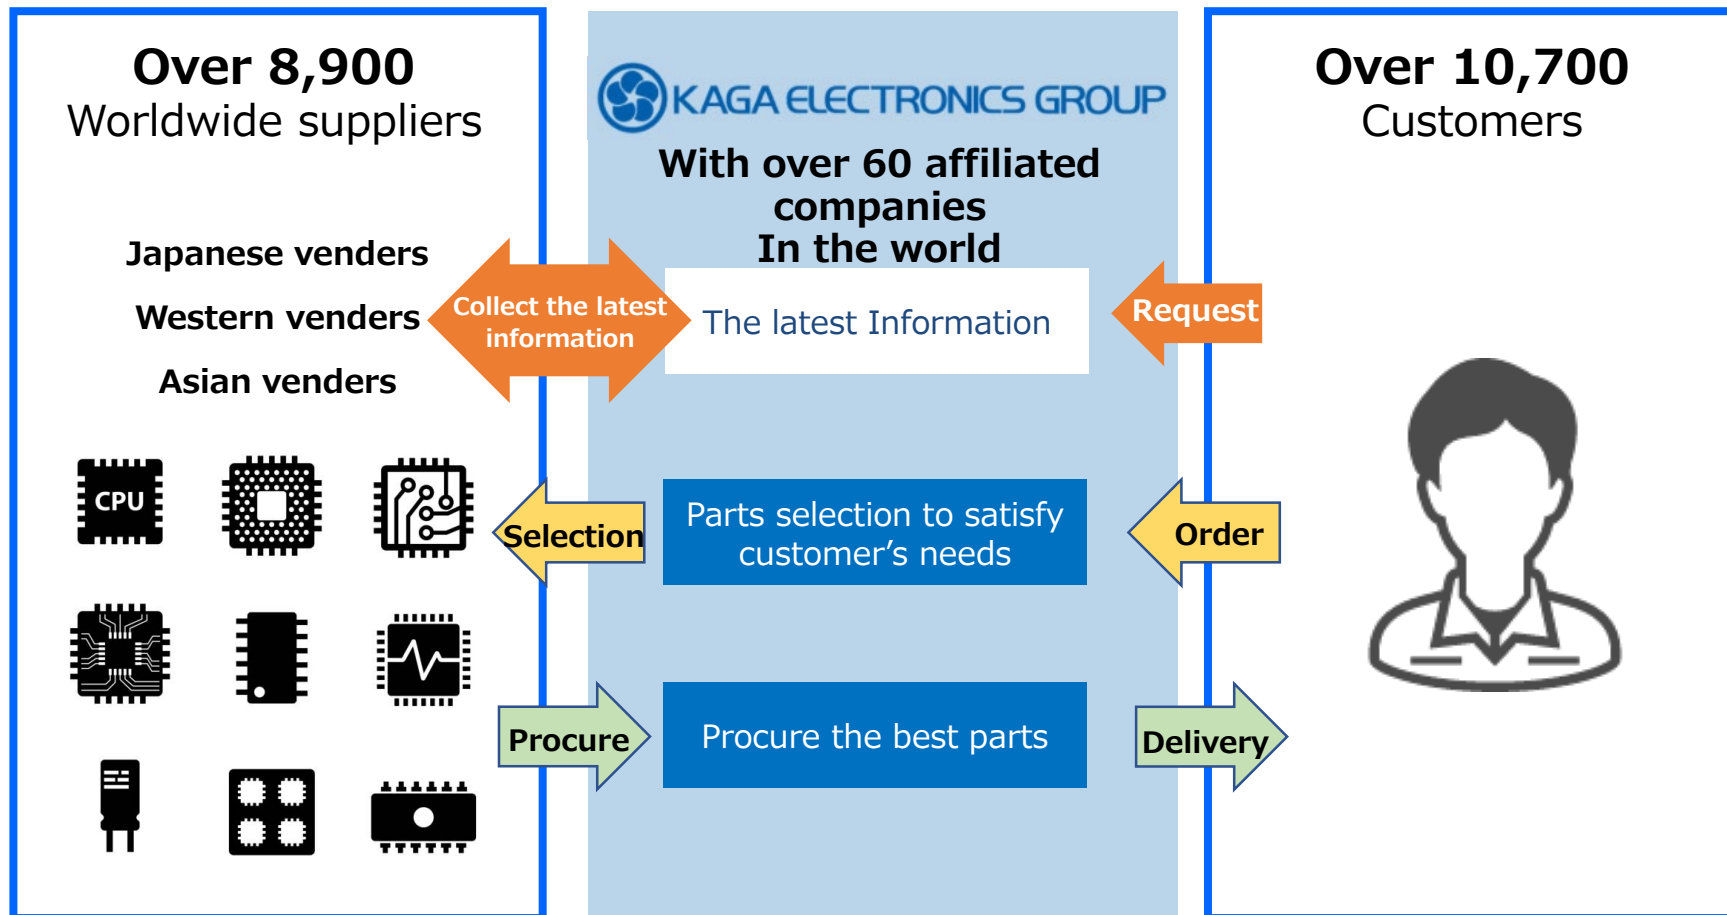 Over 8,900
Worldwide suppliers
Japanese venders
Western venders
Asian venders
CPU
KAGA ELECTRONICS GROUP
With over 60 affiliated
companies
In the world
Collect the latest
information
The latest Information
Request
Selection
Parts selection to satisfy
customer’s needs
Order
Procure
Procure the best parts
Delivery
Over 10,700
Customers